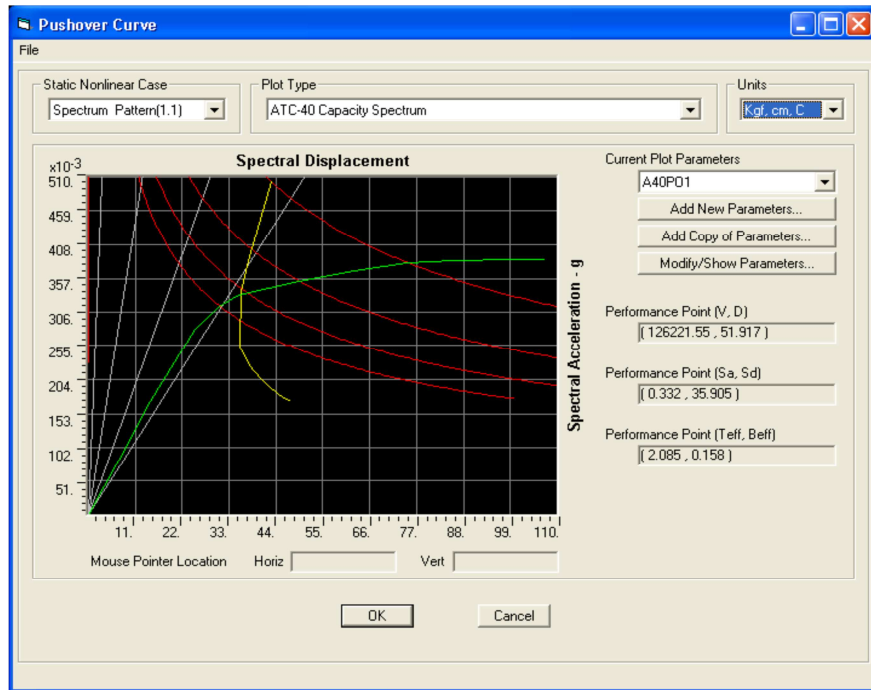 Pushover Curve
File
Static Nonlinear Case
Plot Type
Units
Spectrum Pattern(1.1)
ATC-40 Capacity Spectrum
Kgf, cm, C
Spectral Displacement
x10-3
510.
459.
408.
357.
306.
255.
204.
153.
102.
51.
11. 22. 33. 44. 55. 66. 77. 88. 99. 110.
Spectral Acceleration - g
Mouse Pointer Location Horiz Vert
Current Plot Parameters
A40PO1
Add New Parameters...
Add Copy of Parameters...
Modify/Show Parameters...
Performance Point (V, D)
( 126221.55 , 51.917 )
Performance Point (Sa, Sd)
( 0.332 , 35.905 )
Performance Point (Teff, Beff)
( 2.085 , 0.158 )
OK
Cancel